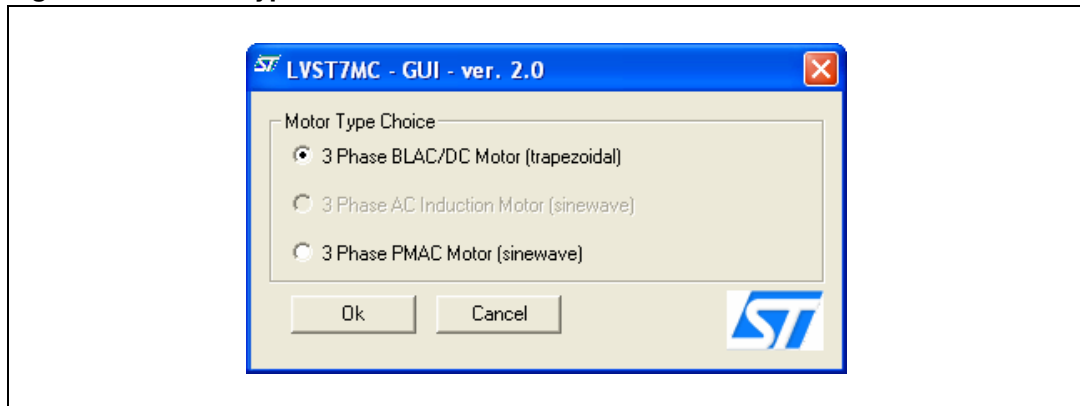 LVST7MC - GUI - ver. 2.0
Motor Type Choice
3 Phase BLAC/DC Motor (trapezoidal)
3 Phase AC Induction Motor (sinewave)
3 Phase PMAC Motor (sinewave)
Ok Cancel
ST